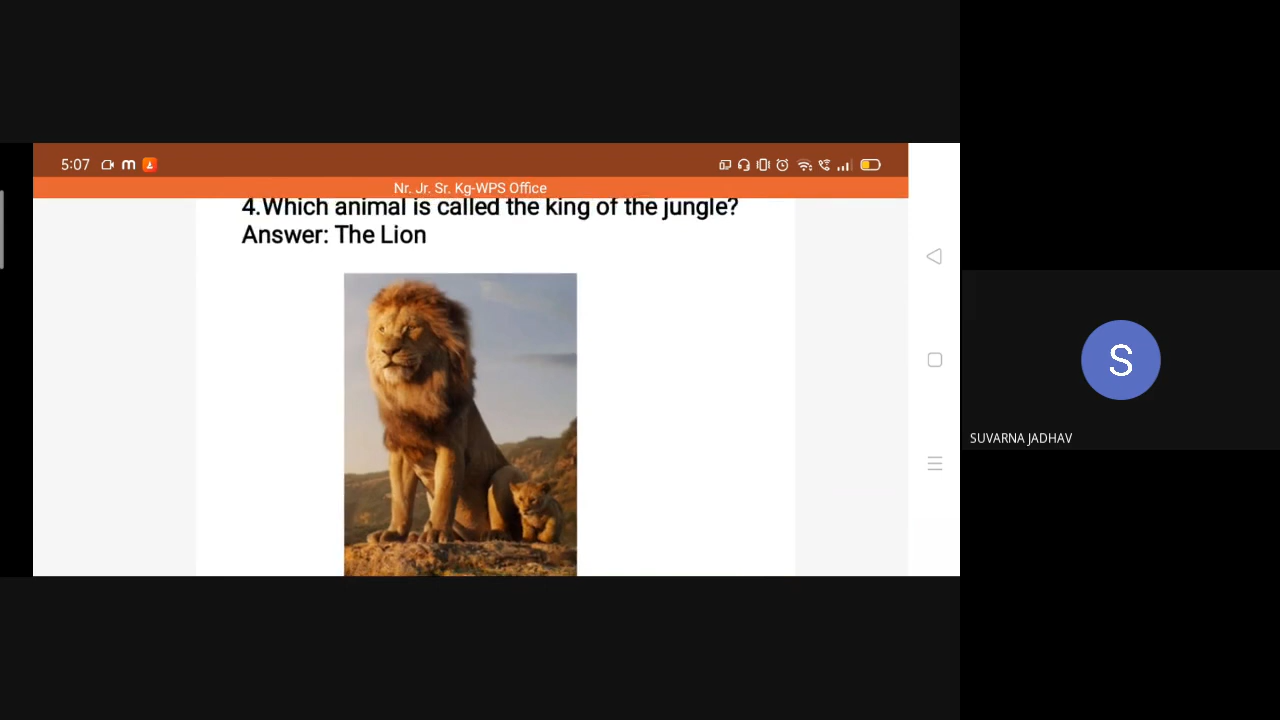 5:07
Nr. Jr. Sr. Kg-WPS Office
4.Which animal is called the king of the jungle?
Answer: The Lion
S
SUVARNA JADHAV